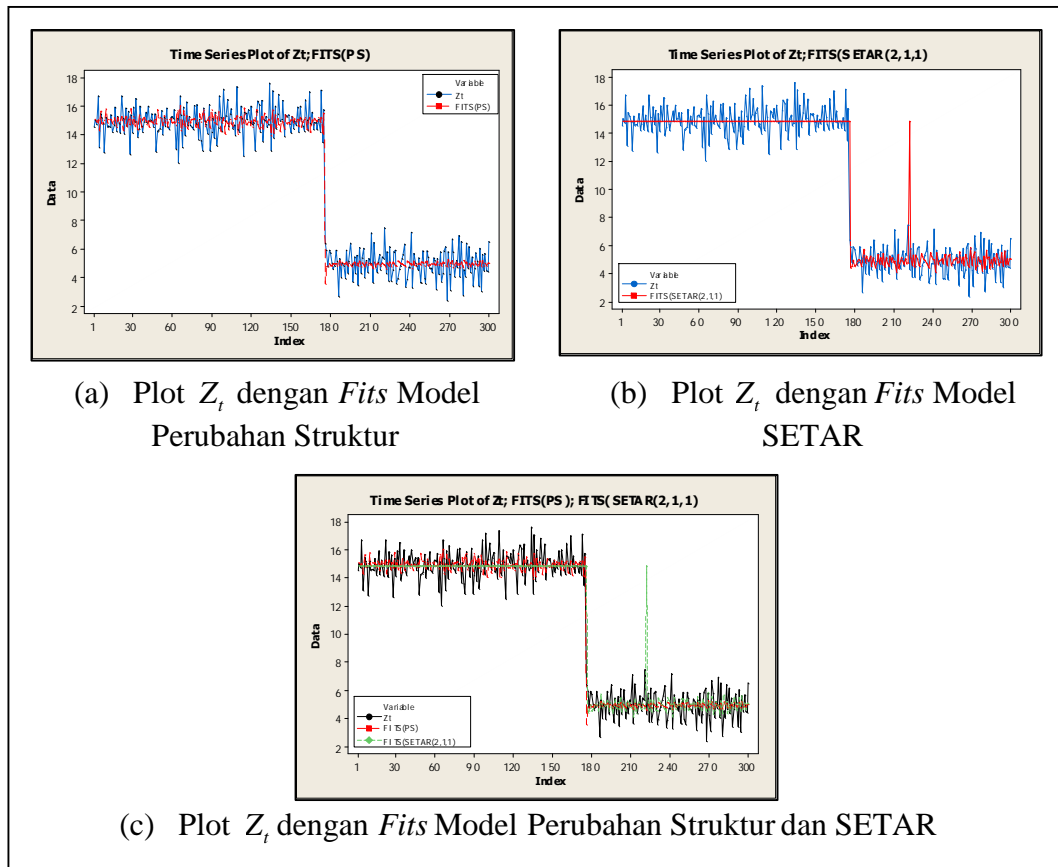 Time Series Plot of Zt;FITS(PS)
18
16
14
12
10
8
6
4
2
Data
1 30 60 90 120 150 180 210 240 270 300
Index
Variable
Zt
FITS(PS)
(a) Plot Z_t dengan Fits Model
Perubahan Struktur
Time Series Plot of Zt;FITS(SETAR(2,1,1)
18
16
14
12
10
8
6
4
2
Data
1 30 60 90 120 150 180 210 240 270 300
Index
Variable
Zt
FITS(SETAR(2,1,1)
(b) Plot Z_t dengan Fits Model
SETAR
Time Series Plot of Zt; FITS(PS); FITS(SETAR(2,1,1)
18
16
14
12
10
8
6
4
2
Data
1 30 60 90 120 150 180 210 240 270 300
Index
Variable
Zt
FITS(PS)
FITS(SETAR(2,1,1)
(c) Plot Z_t dengan Fits Model Perubahan Struktur dan SETAR